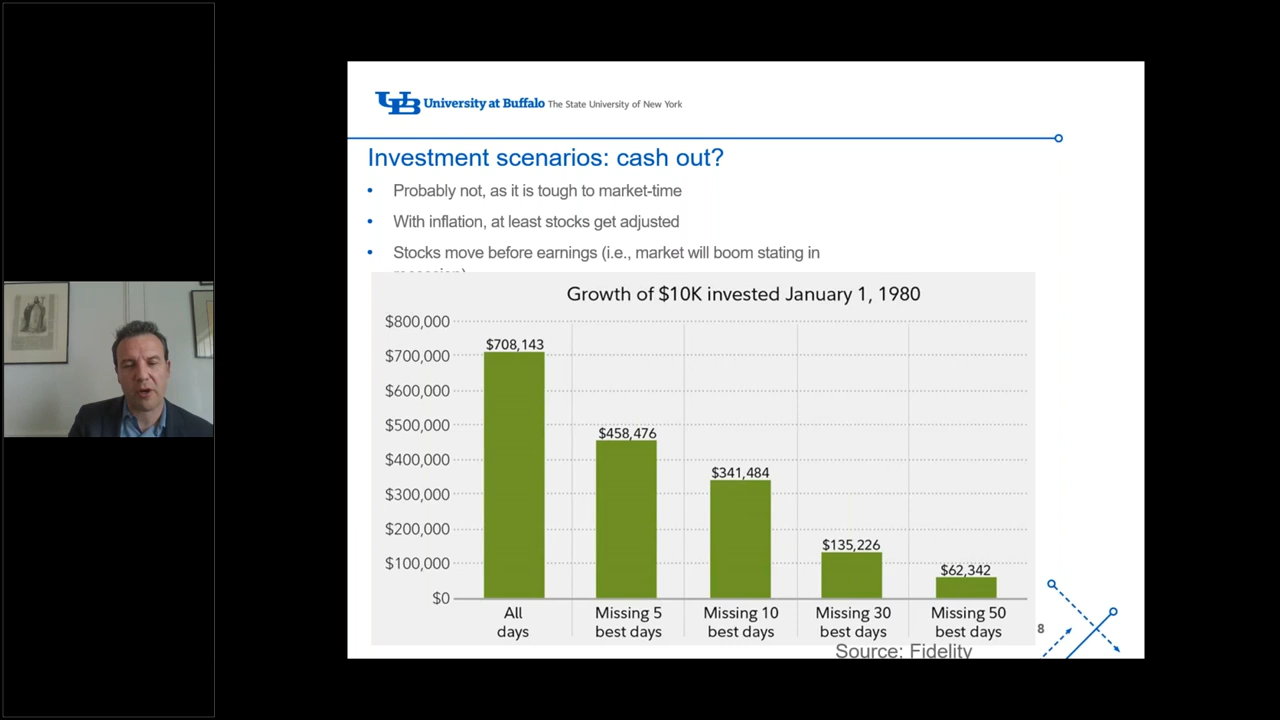 University at Buffalo The State University of New York
Investment scenarios: cash out?
• Probably not, as it is tough to market-time
• With inflation, at least stocks get adjusted
• Stocks move before earnings (i.e., market will boom stating in
Growth of $10K invested January 1, 1980
$800,000
$700,000
$600,000
$500,000
$400,000
$300,000
$200,000
$100,000
$0
$708,143
$458,476
$341,484
$135,226
$62,342
All
days
Missing 5
best days
Missing 10
best days
Missing 30
best days
Missing 50
best days
8
Source: Fidelity